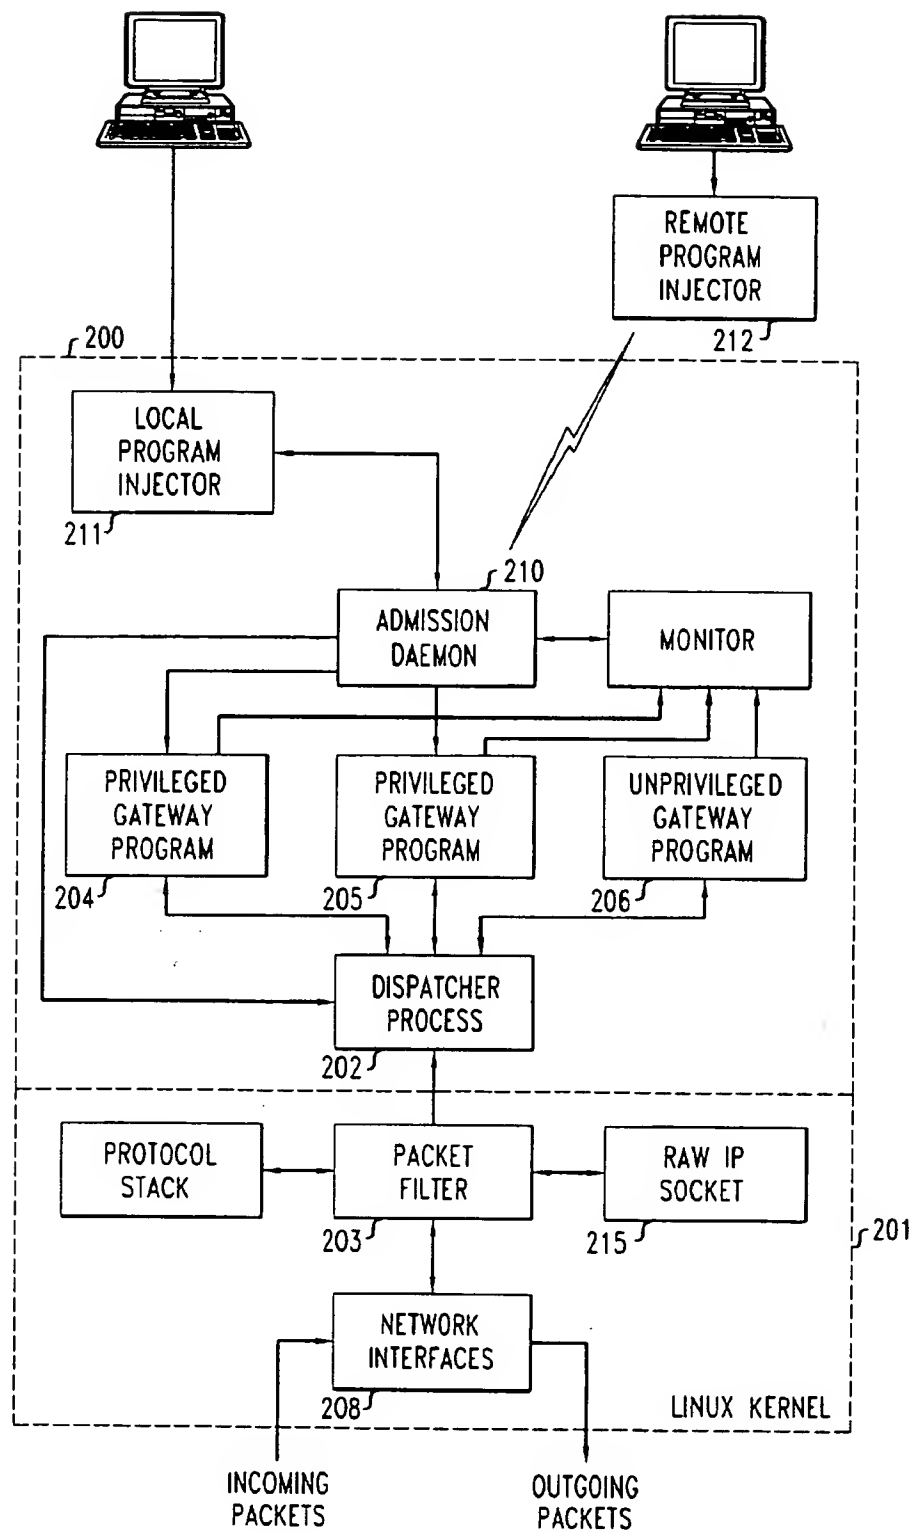 REMOTE
PROGRAM
INJECTOR
212
200
LOCAL
PROGRAM
INJECTOR
211
210
ADMISSION
DAEMON
MONITOR
PRIVILEGED
GATEWAY
PROGRAM
204
PRIVILEGED
GATEWAY
PROGRAM
205
UNPRIVILEGED
GATEWAY
PROGRAM
206
DISPATCHER
PROCESS
202
PROTOCOL
STACK
PACKET
FILTER
203
RAW IP
SOCKET
215
201
NETWORK
INTERFACES
208
LINUX KERNEL
INCOMING
PACKETS
OUTGOING
PACKETS